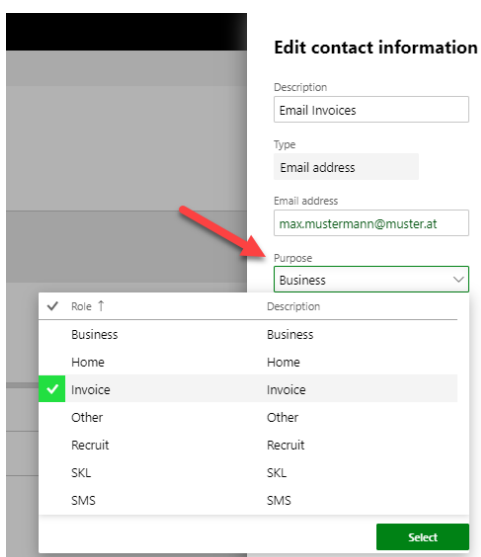 Edit contact information
Description
Email Invoices
Type
Email address
Email address
max.mustermann@muster.at
Purpose
Business
Role ↑ Description
Business Business
Home Home
Invoice Invoice
Other Other
Recruit Recruit
SKL SKL
SMS SMS
Select